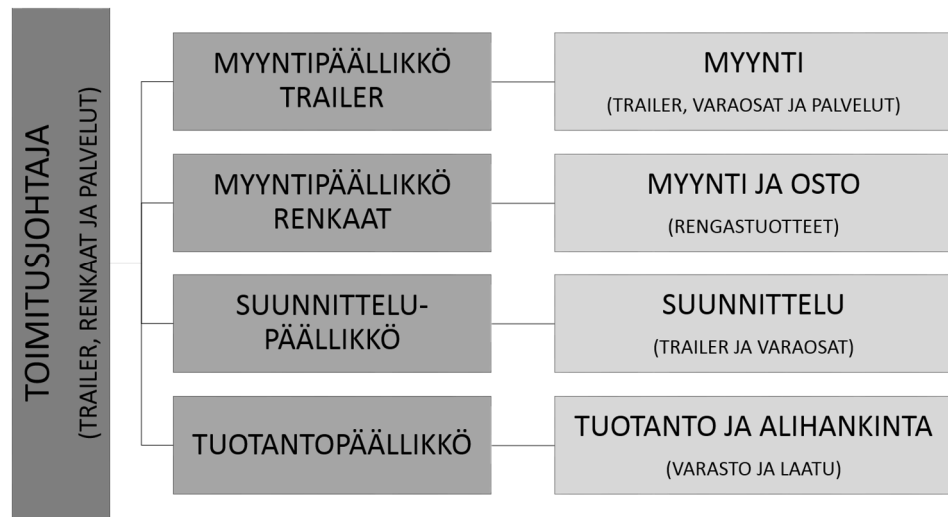 TOIMITUSJOHTAJA
(TRAILER, RENKAAT JA PALVELUT)
MYYNTIPÄÄLLIKKÖ
TRAILER
MYYNTI
(TRAILER, VARAOSAT JA PALVELUT)
MYYNTIPÄÄLLIKKÖ
RENKAAT
MYYNTI JA OSTO
(RENGASTUOTTEET)
SUUNNITTELU-
PÄÄLLIKKÖ
SUUNNITTELU
(TRAILER JA VARAOSAT)
TUOTANTOPÄÄLLIKKÖ
TUOTANTO JA ALIHANKINTA
(VARASTO JA LAATU)